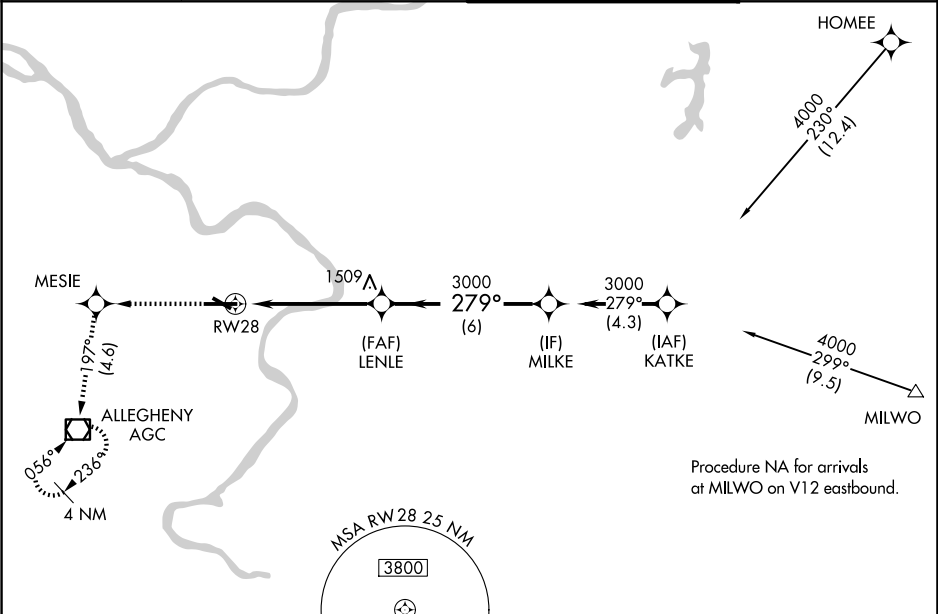 HOMEE
4000
230°
(12.4)
MESIE
1509
3000
279°
(6)
3000
279°
(4.3)
RW28
(FAF)
LENLE
(IF)
MILKE
(IAF)
KATKE
197°
(4.6)
4000
299°
(9.5)
MILWO
ALLEGHENY
AGC
056°
236°
4 NM
Procedure NA for arrivals
at MILWO on V12 eastbound.
MSA RW28 25 NM
3800